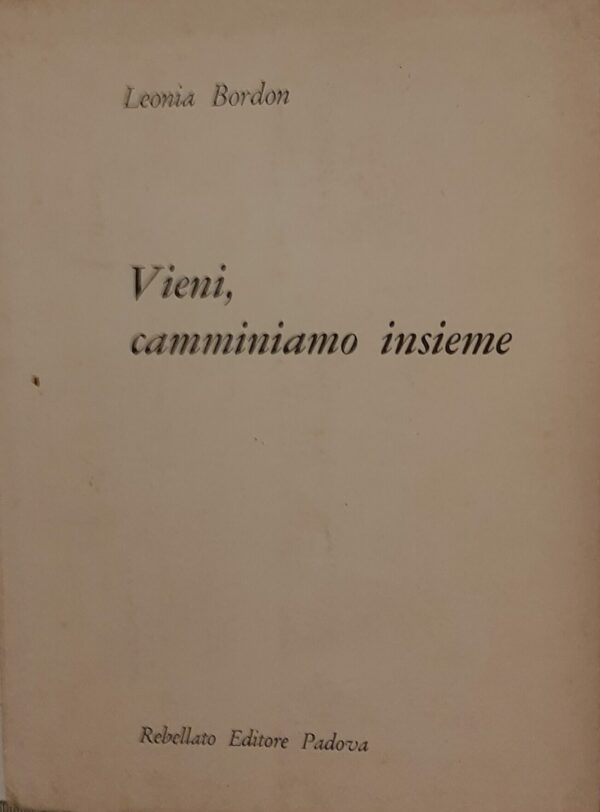 Leonia Bordon
Vieni,
camminiamo insieme
Rebellato Editore Padova